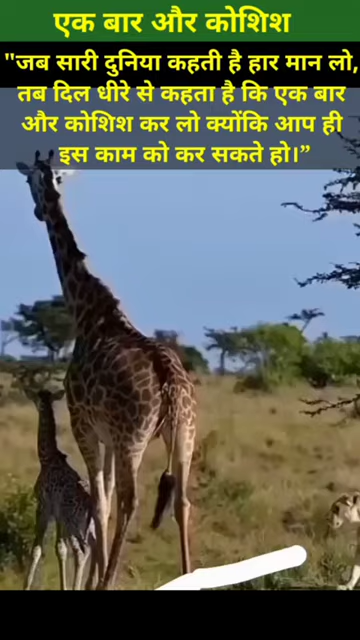 एक बार और कोशिश
"जब सारी दुनिया कहती है हार मान लो,
तब दिल धीरे से कहता है कि एक बार
और कोशिश कर लो क्योंकि आप ही
इस काम को कर सकते हो।”